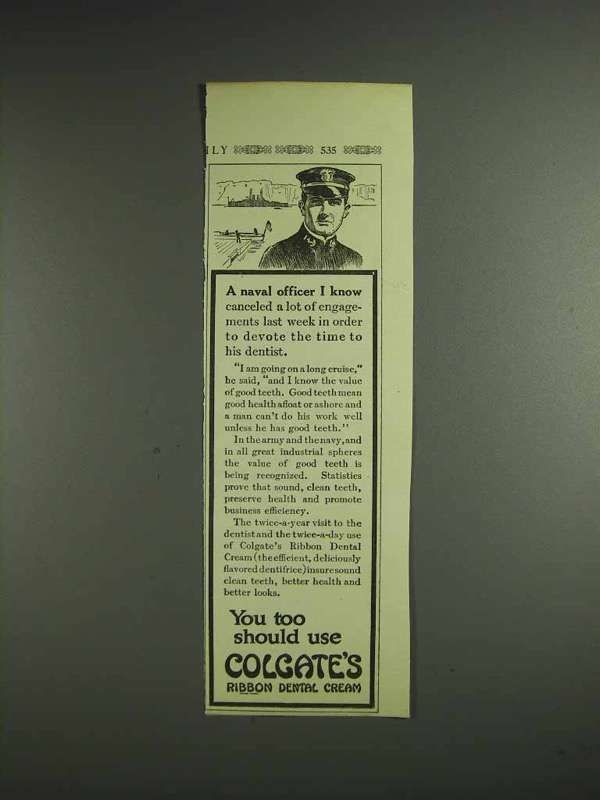 ILY 535
A naval officer I know
canceled a lot of engage-
ments last week in order
to devote the time to
his dentist.
"I am going on a long cruise,"
he said, "and I know the value
of good teeth. Good teeth mean
good health afloat or ashore and
a man can't do his work well
unless he has good teeth."
In the army and the navy, and
in all great industrial spheres
the value of good teeth is
being recognized. Statistics
prove that sound, clean teeth,
preserve health and promote
business efficiency.
The twice-a-year visit to the
dentist and the twice-a-day use
of Colgate's Ribbon Dental
Cream (the efficient, deliciously
flavored dentifrice) insure sound
clean teeth, better health and
better looks.
You too
should use
COLGATE'S
RIBBON DENTAL CREAM